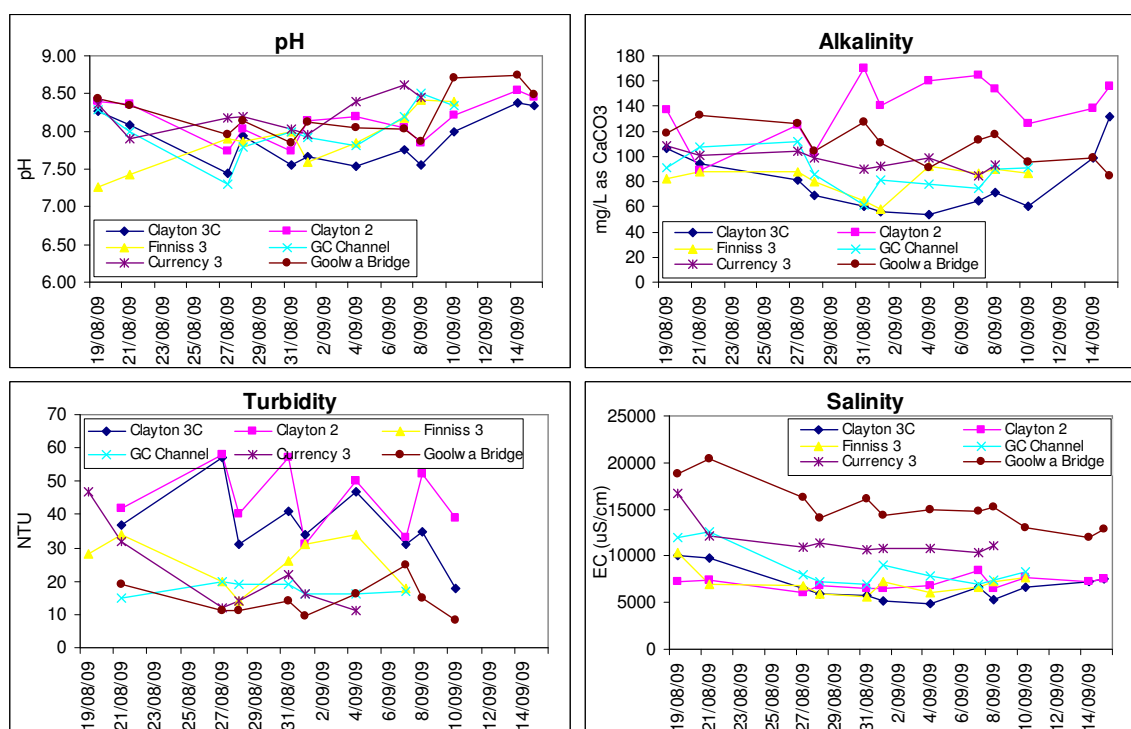 pH
9.00
8.50
8.00
7.50
7.00
6.50
6.00
pH
Clayton 3C Clayton 2
Finniss 3 GC Channel
Currency 3 Goolwa Bridge
19/08/09 21/08/09 23/08/09 25/08/09 27/08/09 29/08/09 31/08/09 2/09/09 4/09/09 6/09/09 8/09/09 10/09/09 12/09/09 14/09/09
Alkalinity
180
160
140
120
100
80
60
40
20
0
mg/L as CaCO3
Clayton 3C Clayton 2
Finniss 3 GC Channel
Currency 3 Goolwa Bridge
19/08/09 21/08/09 23/08/09 25/08/09 27/08/09 29/08/09 31/08/09 2/09/09 4/09/09 6/09/09 8/09/09 10/09/09 12/09/09 14/09/09
Turbidity
70
60
50
40
30
20
10
0
NTU
Clayton 3C Clayton 2 Finniss 3
GC Channel Currency 3 Goolwa Bridge
19/08/09 21/08/09 23/08/09 25/08/09 27/08/09 29/08/09 31/08/09 2/09/09 4/09/09 6/09/09 8/09/09 10/09/09 12/09/09 14/09/09
Salinity
25000
20000
15000
10000
5000
0
EC (uS/cm)
Clayton 3C Clayton 2
Finniss 3 GC Channel
Currency 3 Goolwa Bridge
19/08/09 21/08/09 23/08/09 25/08/09 27/08/09 29/08/09 31/08/09 2/09/09 4/09/09 6/09/09 8/09/09 10/09/09 12/09/09 14/09/09